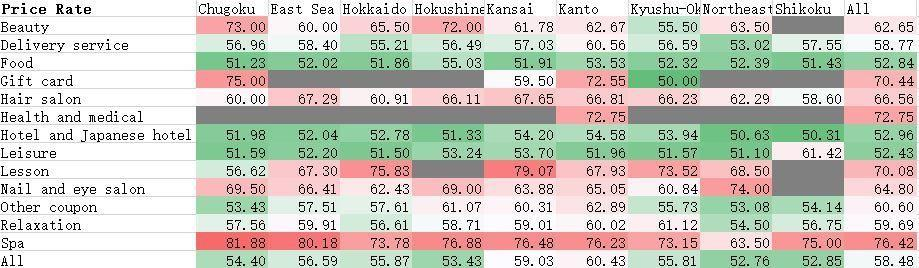 Price Rate Chugoku East Sea Hokkaido Hokushine Kansai Kanto Kyushu-Ok Northeast Shikoku All
Beauty 73.00 60.00 65.50 72.00 61.78 62.67 55.50 63.50 62.65
Delivery service 56.96 58.40 55.21 56.49 57.03 60.56 56.59 53.02 57.55 58.77
Food 51.23 52.02 51.86 55.03 51.91 53.53 52.32 52.39 51.43 52.84
Gift card 75.00 59.50 72.55 50.00 70.44
Hair salon 60.00 67.29 60.91 66.11 67.65 66.81 66.23 62.29 58.60 66.56
Health and medical 72.75 72.75
Hotel and Japanese hotel 51.98 52.04 52.78 51.33 54.20 54.58 53.94 50.63 50.31 52.96
Leisure 51.59 52.20 51.50 53.24 53.70 51.96 51.57 51.10 61.42 52.43
Lesson 56.62 67.30 75.83 79.07 67.93 73.52 68.50 70.08
Nail and eye salon 69.50 66.41 62.43 69.00 63.88 65.05 60.84 74.00 64.80
Other coupon 53.43 57.51 57.61 61.07 60.31 62.89 55.73 53.08 54.14 60.60
Relaxation 57.56 59.91 56.61 58.71 59.01 60.02 61.12 54.50 56.75 59.69
Spa 81.88 80.18 73.78 76.88 76.48 76.23 73.15 63.50 75.00 76.42
All 54.40 56.59 55.87 53.43 59.03 60.43 55.81 52.76 52.85 58.48